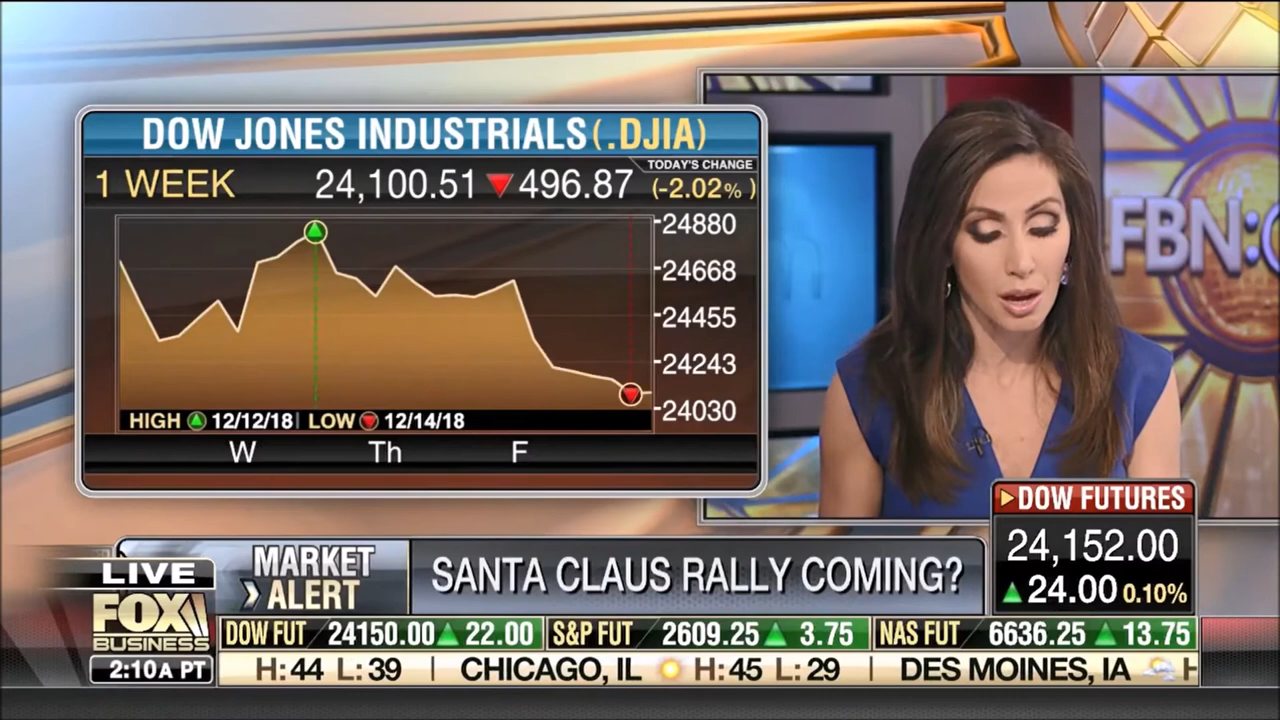 DOW JONES INDUSTRIALS(.DJIA)
TODAY'S CHANGE
1 WEEK 24,100.51 ▼496.87 (-2.02%)
24880
24668
24455
24243
24030
HIGH ▲ 12/12/18 LOW ▼ 12/14/18
W Th F
FBN:
DOW FUTURES
24,152.00
▲ 24.00 0.10%
MARKET
ALERT
SANTA CLAUS RALLY COMING?
LIVE
FOX
BUSINESS
2:10A PT
DOW FUT 24150.00 ▲ 22.00 S&P FUT 2609.25 ▲ 3.75 NAS FUT 6636.25 ▲ 13.75
H: 44 L: 39 | CHICAGO, IL H: 45 L: 29 | DES MOINES, IA H